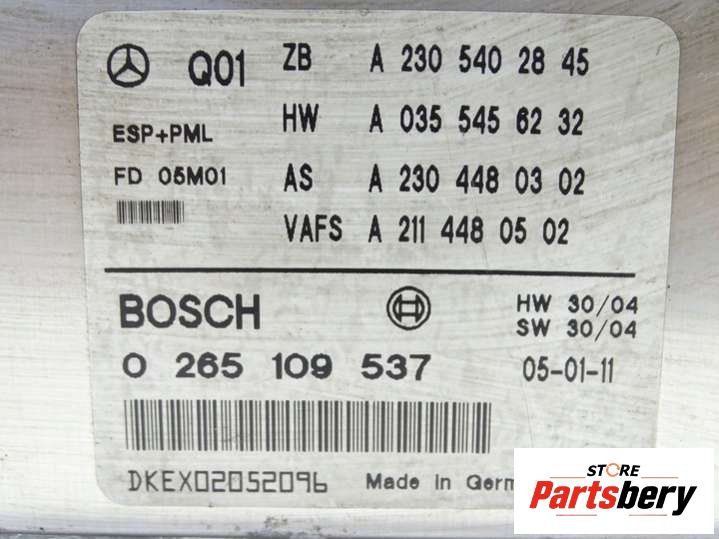 Q01 ZB A 230 540 28 45
ESP+PML HW A 035 545 62 32
FD 05M01 AS A 230 448 03 02
VAFS A 211 448 05 02
BOSCH HW 30/04
SW 30/04
0 265 109 537 05-01-11
DKEX02052096 Made in Germ
STORE
Partsbery